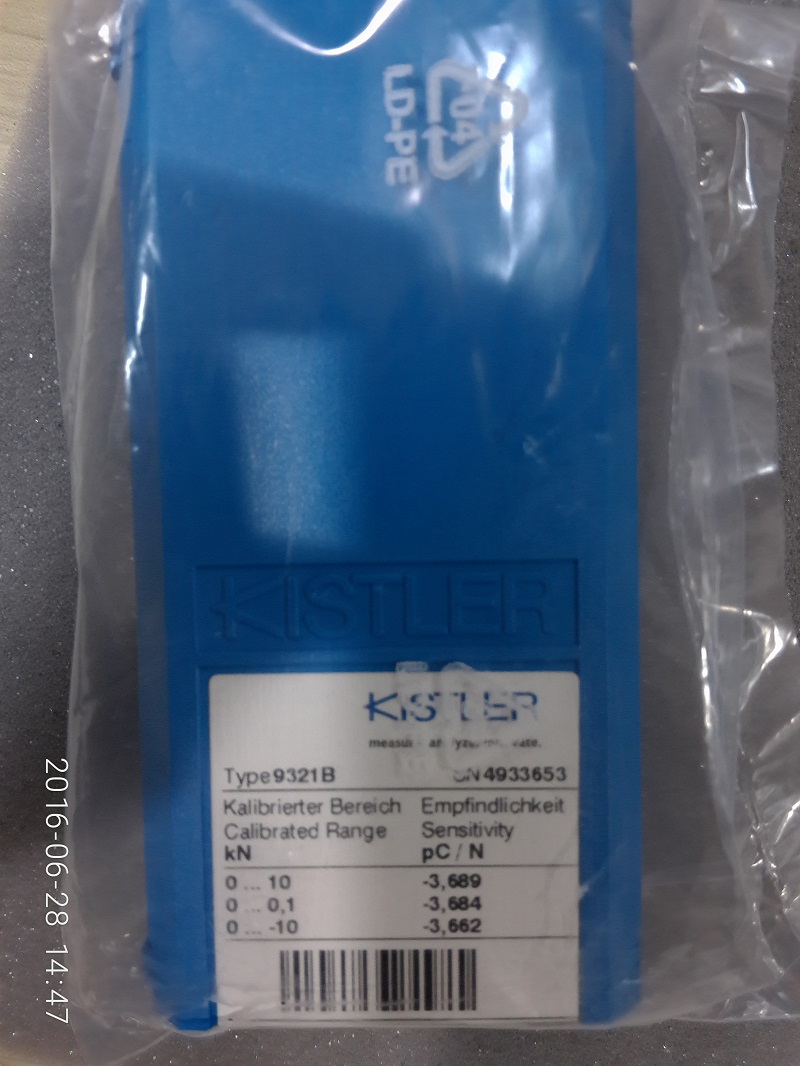 04
LD-PE
KISTLER
KISTLER
Type 9321B SN 4933653
Kalibrierter Bereich Empfindlichkeit
Calibrated Range Sensitivity
kN pC / N
0 ... 10 -3,689
0 ... 0,1 -3,684
0 ... -10 -3,662
2016-06-28 14:47